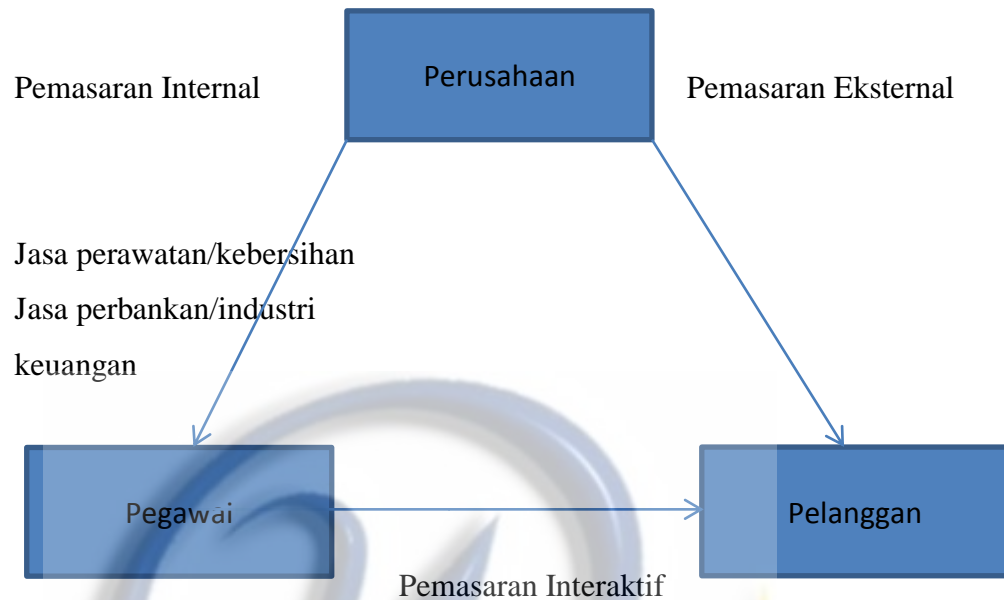 Perusahaan
Pemasaran Internal
Pemasaran Eksternal
Jasa perawatan/kebersihan
Jasa perbankan/industri
keuangan
Pegawai
Pelanggan
Pemasaran Interaktif